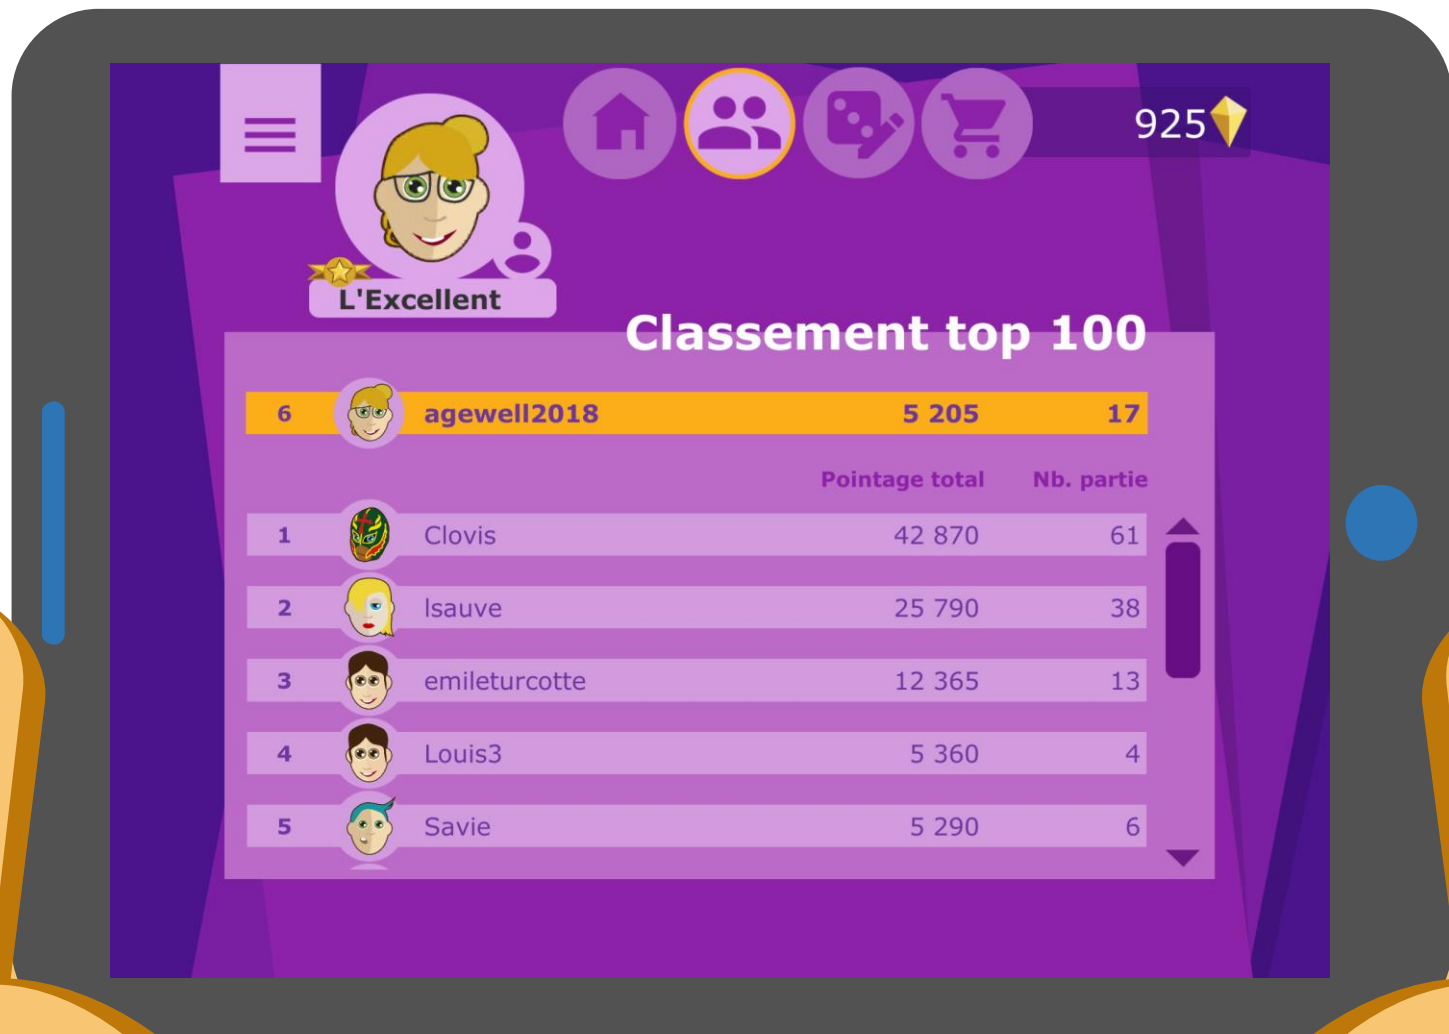 925
L'Excellent
Classement top 100
6 agewell2018 5 205 17
Pointage total Nb. partie
1 Clovis 42 870 61
2 lsauve 25 790 38
3 emileturcotte 12 365 13
4 Louis3 5 360 4
5 Savie 5 290 6